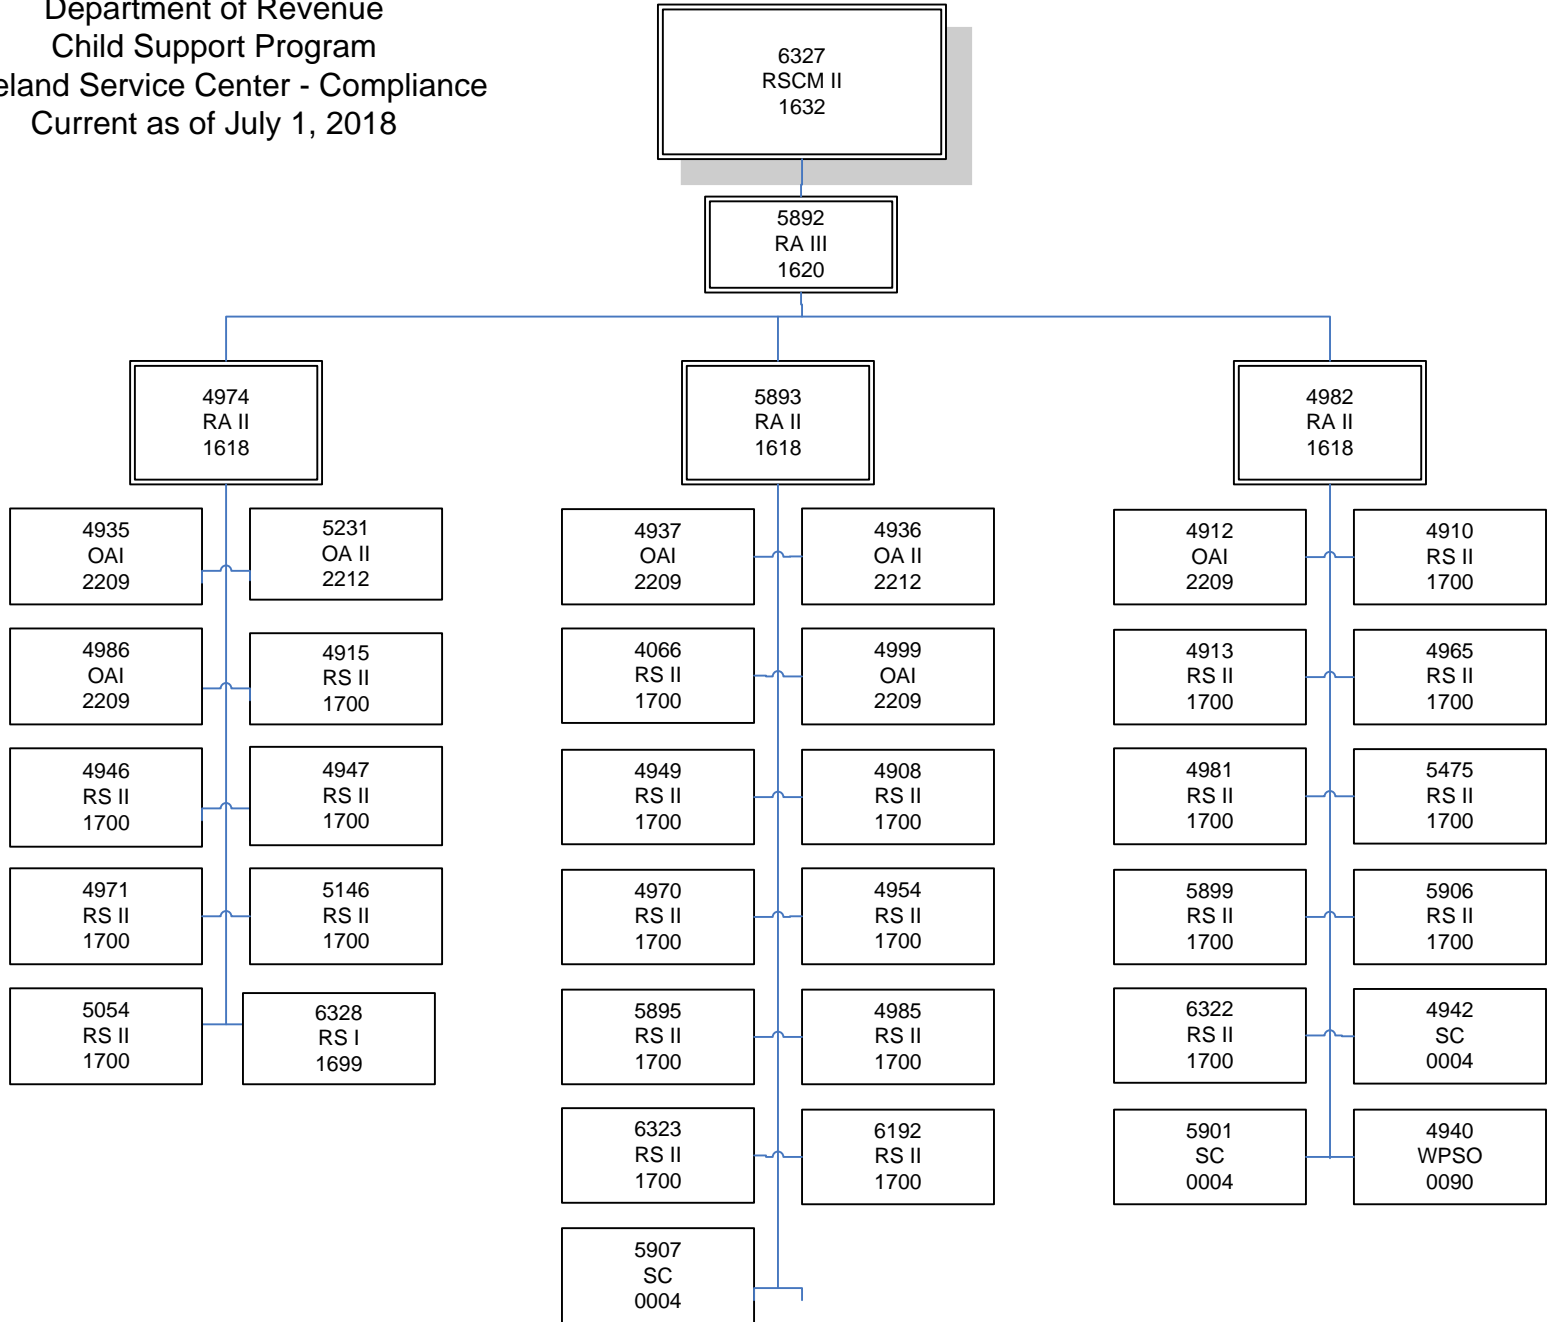 Department of Revenue
Child Support Program
eland Service Center - Compliance
Current as of July 1, 2018
6327
RSCM II
1632
5892
RA III
1620
4974
RA II
1618
5893
RA II
1618
4982
RA II
1618
4935
OAI
2209
5231
OA II
2212
4986
OAI
2209
4915
RS II
1700
4946
RS II
1700
4947
RS II
1700
4971
RS II
1700
5146
RS II
1700
5054
RS II
1700
6328
RS I
1699
4937
OAI
2209
4936
OA II
2212
4066
RS II
1700
4999
OAI
2209
4949
RS II
1700
4908
RS II
1700
4970
RS II
1700
4954
RS II
1700
5895
RS II
1700
4985
RS II
1700
6323
RS II
1700
6192
RS II
1700
5907
SC
0004
4912
OAI
2209
4910
RS II
1700
4913
RS II
1700
4965
RS II
1700
4981
RS II
1700
5475
RS II
1700
5899
RS II
1700
5906
RS II
1700
6322
RS II
1700
4942
SC
0004
5901
SC
0004
4940
WPSO
0090